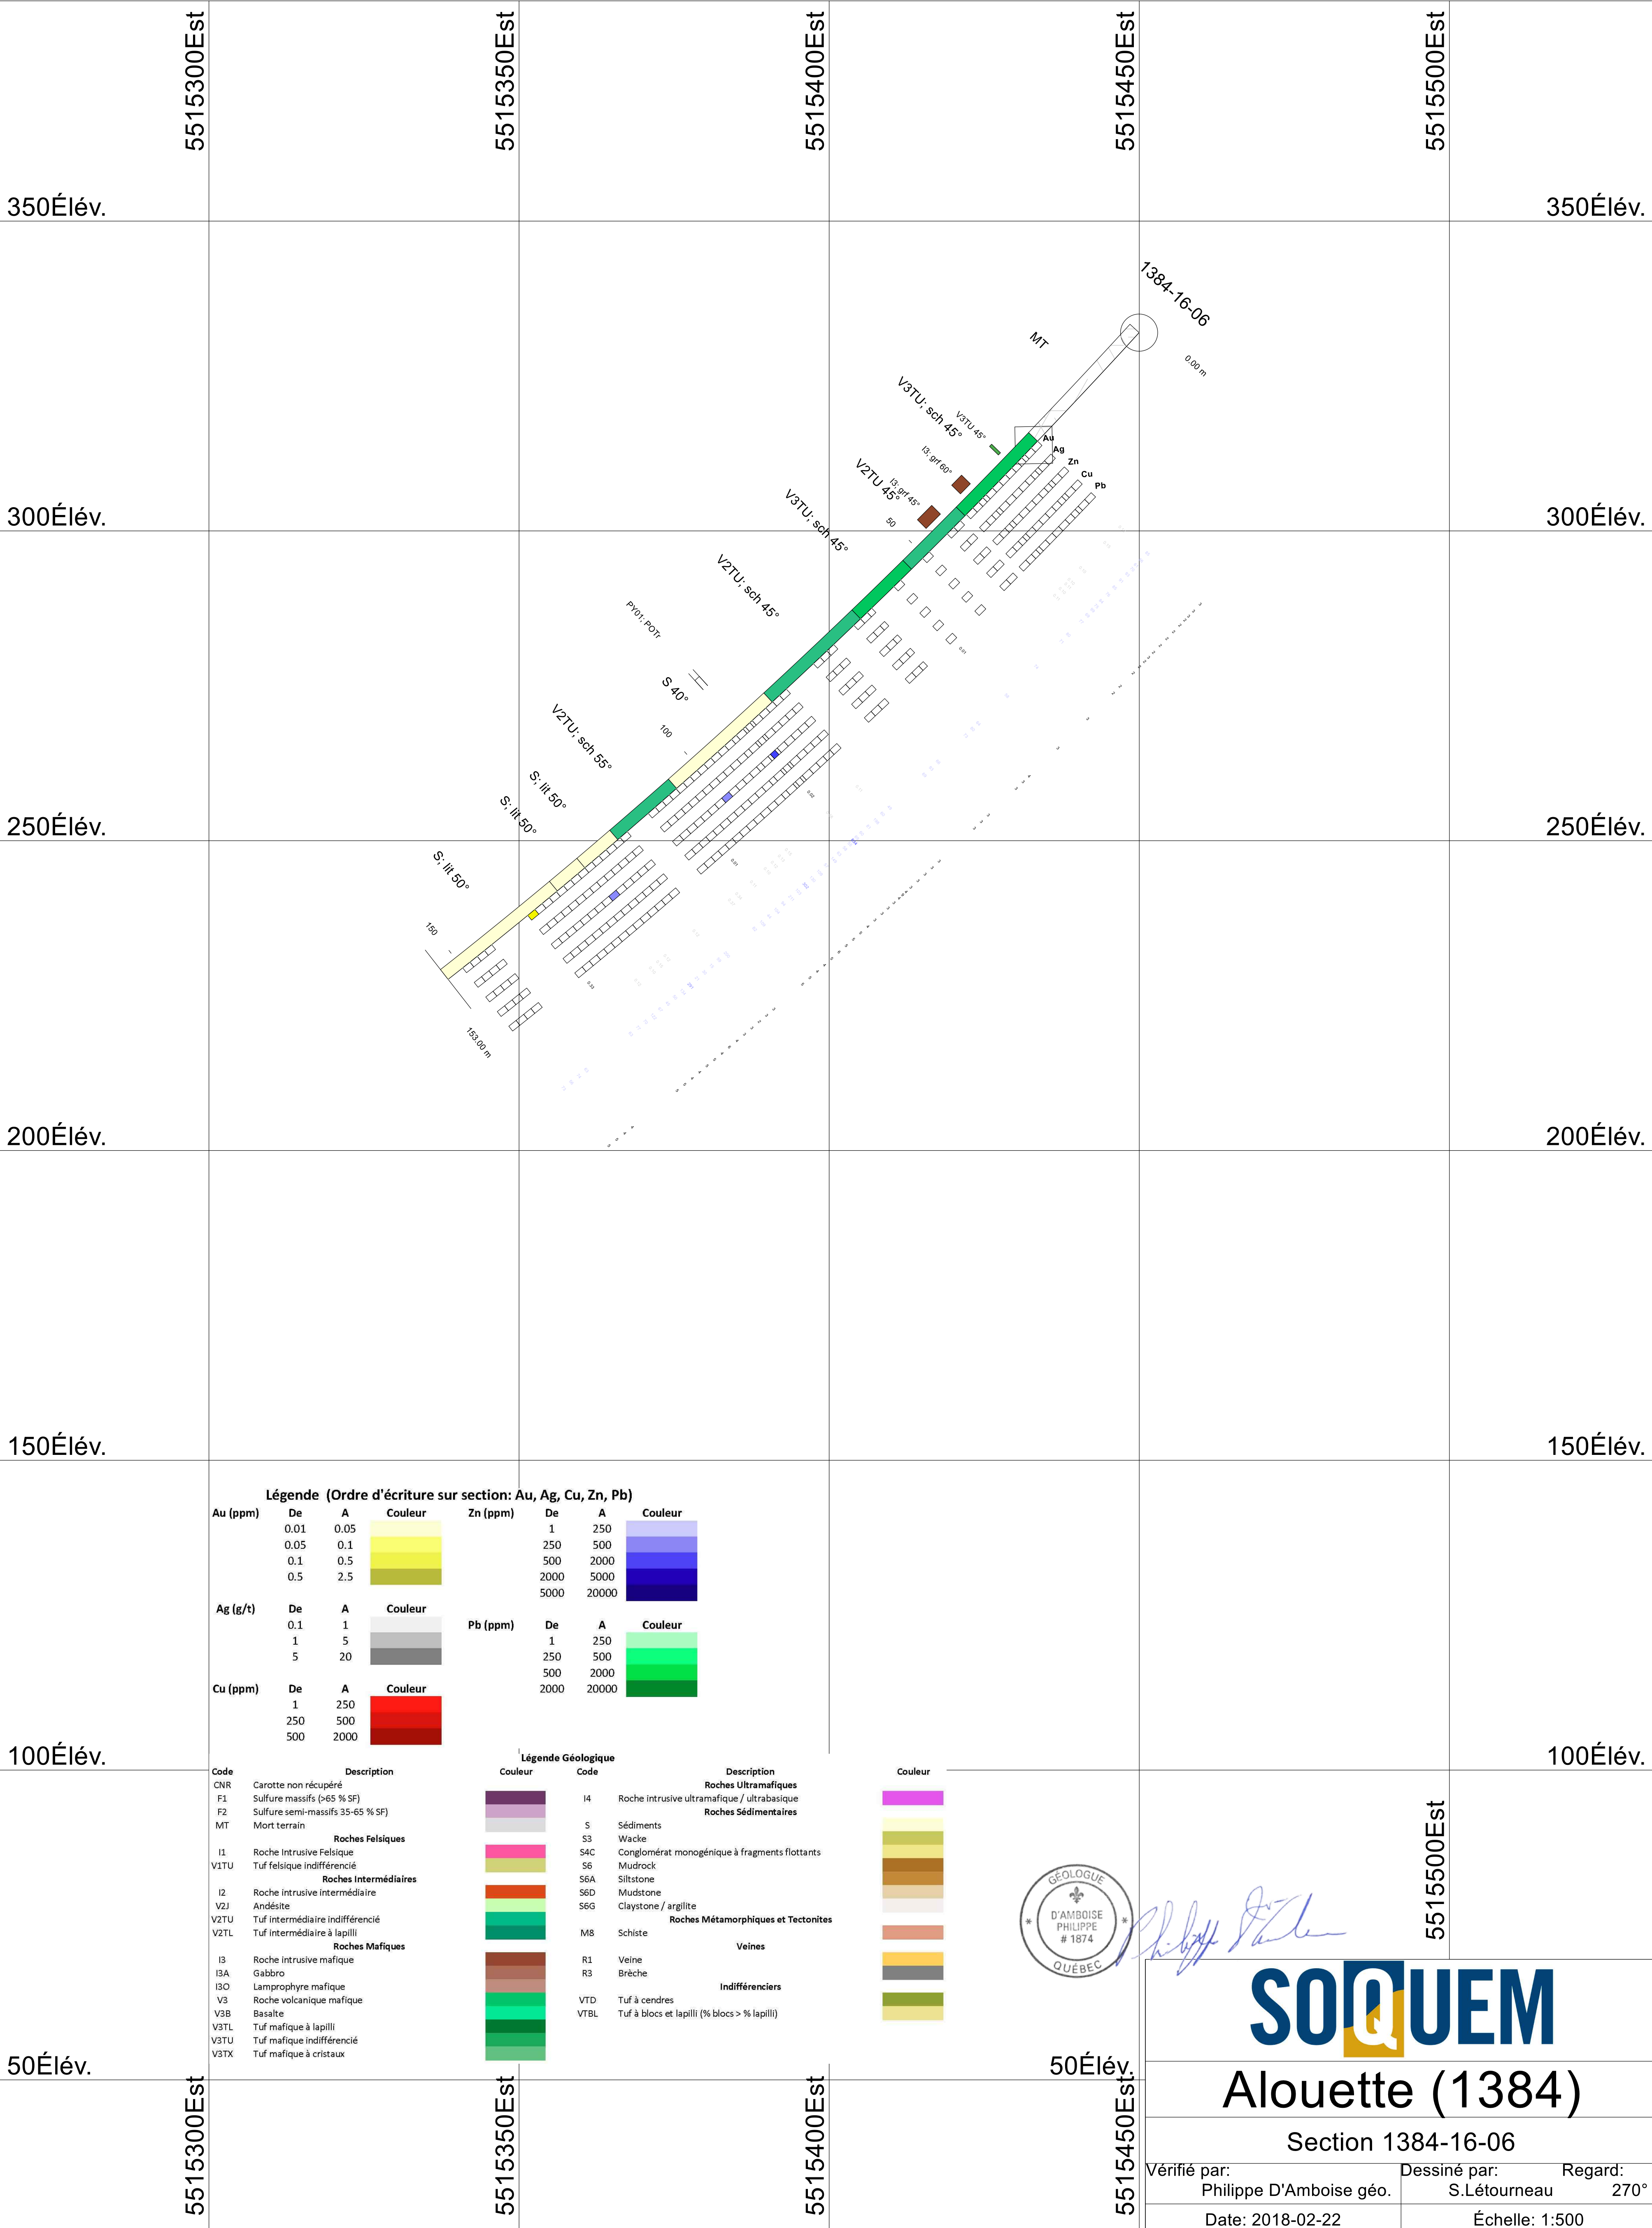 5515300Est
5515350Est
5515400Est
5515450Est
5515500Est
350Élév.
350Élév.
1384-16-06
MT
0.00 m
V3TU; sch 45°
V3TU 45°
Au
Ag
Zn
Cu
Pb
I3; grf 60°
V2TU 45°
I3; grf 45°
V3TU; sch 45°
50
300Élév.
300Élév.
V2TU; sch 45°
PY01; POTr
0.01
S 40°
V2TU; sch 55°
100
S; lit 50°
0.02
S; lit 50°
250Élév.
250Élév.
0.01
S; lit 50°
150
0.03
153.00 m
200Élév.
200Élév.
150Élév.
150Élév.
Légende (Ordre d'écriture sur section: Au, Ag, Cu, Zn, Pb)
Au (ppm) De A Couleur Zn (ppm) De A Couleur
0.01 0.05 1 250
0.05 0.1 250 500
0.1 0.5 500 2000
0.5 2.5 2000 5000
5000 20000
Ag (g/t) De A Couleur
0.1 1 Pb (ppm) De A Couleur
1 5 1 250
5 20 250 500
500 2000
Cu (ppm) De A Couleur 2000 20000
1 250
250 500
500 2000
100Élév.
100Élév.
Légende Géologique
Code Description Couleur Code Description Couleur
CNR Carotte non récupéré Roches Ultramafiques
F1 Sulfure massifs (>65 % SF) I4 Roche intrusive ultramafique / ultrabasique
F2 Sulfure semi-massifs 35-65 % SF) Roches Sédimentaires
MT Mort terrain S Sédiments
Roches Felsiques S3 Wacke
I1 Roche Intrusive Felsique S4C Conglomérat monogénique à fragments flottants
V1TU Tuf felsique indifférencié S6 Mudrock
Roches Intermédiaires S6A Siltstone
I2 Roche intrusive intermédiaire S6D Mudstone
V2J Andésite S6G Claystone / argilite
V2TU Tuf intermédiaire indifférencié Roches Métamorphiques et Tectonites
V2TL Tuf intermédiaire à lapilli M8 Schiste
Roches Mafiques Veines
I3 Roche intrusive mafique R1 Veine
I3A Gabbro R3 Brèche
I3O Lamprophyre mafique Indifférenciers
V3 Roche volcanique mafique VTD Tuf à cendres
V3B Basalte VTBL Tuf à blocs et lapilli (% blocs > % lapilli)
V3TL Tuf mafique à lapilli
V3TU Tuf mafique indifférencié
V3TX Tuf mafique à cristaux
GÉOLOGUE
D'AMBOISE
PHILIPPE
# 1874
QUÉBEC
5515500Est
50Élév.
50Élév.
5515300Est
5515350Est
5515400Est
5515450Est
SOQUEM
Alouette (1384)
Section 1384-16-06
Vérifié par: Dessiné par: Regard:
Philippe D'Amboise géo. S.Létourneau 270°
Date: 2018-02-22 Échelle: 1:500